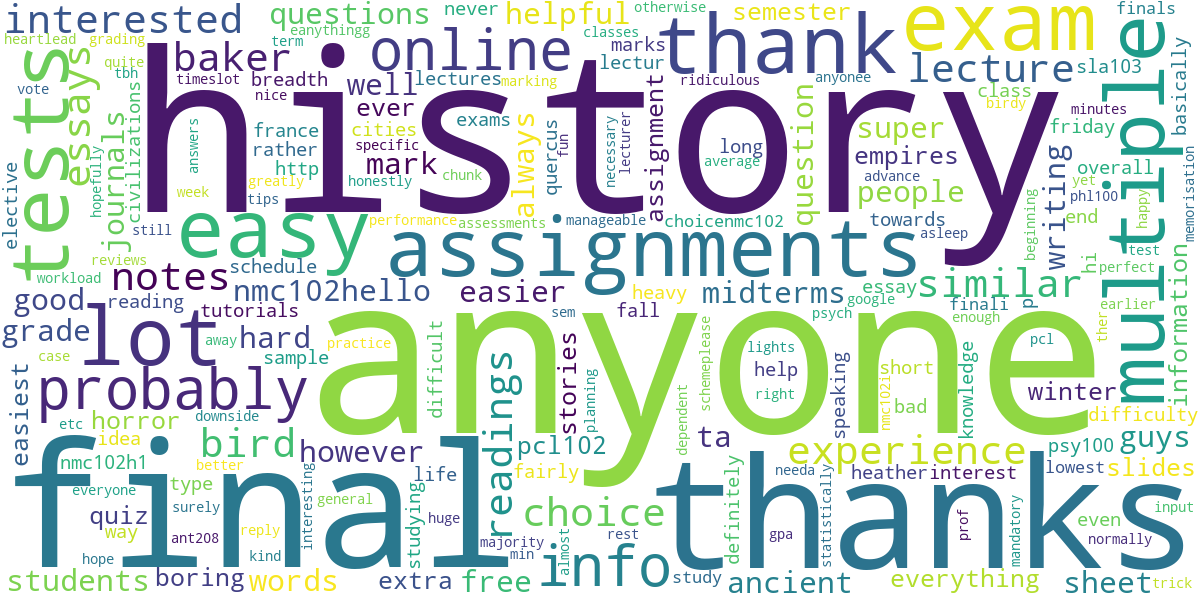 interested
questions
never
helpful
otherwise
semester
exam
finals
heartlead
grading
eanythingg
classes
quite
term
tbh
baker
online
marks
thank
lecture
sla103
vote
timeslot
breadth
well
lectures
lectur
marking
ridiculous
anyonee
class
basically
nice
ever
exams
birdy
minutes
tests
essays
civilizations
answers
history
france
cities
specific
rather
http
mark
quercus
fun
always
necessary
lecturer
assignment
long
average
question
super
friday
empires
overall
multiple
advance
elective
hopefully
journals
week
greatly
tips
honestly
chunk
people
yet
phl100
writing
memorisation
still
performance
assessments
manageable
choicenmc102
towards
end
easy
asleep
beginning
happy
test
reviews
assignments
hi
perfect
workload
notes
schedule
information
nmc102hello
easier
heavy
midterms
essay
similar
good
reading
tutorials
sem
fall
google
finali
p
earlier
grade
lot
away
hard
psych
enough
ther
case
sample
practice
difficult
stories
planning
lights
pcl
anyone
schemeplease
help
short
easiest
probably
readings
right
speaking
nmc102i
bad
knowledge
winter
downside
dependent
difficulty
etc
horror
idea
bird
pcl102
ta
psy100
guys
however
experience
nmc102h1
better
life
fairly
definitely
heather
interest
lowest
slides
everyone
type
general
interesting
studying
needa
surely
huge
choice
statistically
even
input
final
quiz
way
reply
thanks
gpa
prof
mandatory
normally
ant208
majority
rest
hope
kind
min
almost
info
students
boring
words
extra
free
study
ancient
everything
sheet
trick